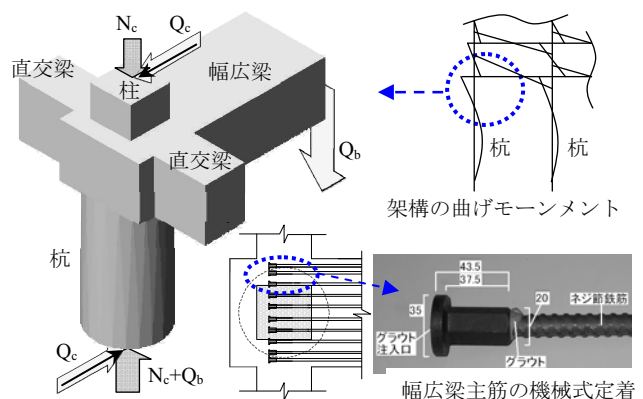 Nc
Qc
直交梁
柱
幅広梁
直交梁
Qb
杭
Qc
Nc+Qb
杭
杭
架構の曲げモーンメント
43.5
37.5
35
20
ネジ節鉄筋
グラウト
注入口
グラウト
幅広梁主筋の機械式定着